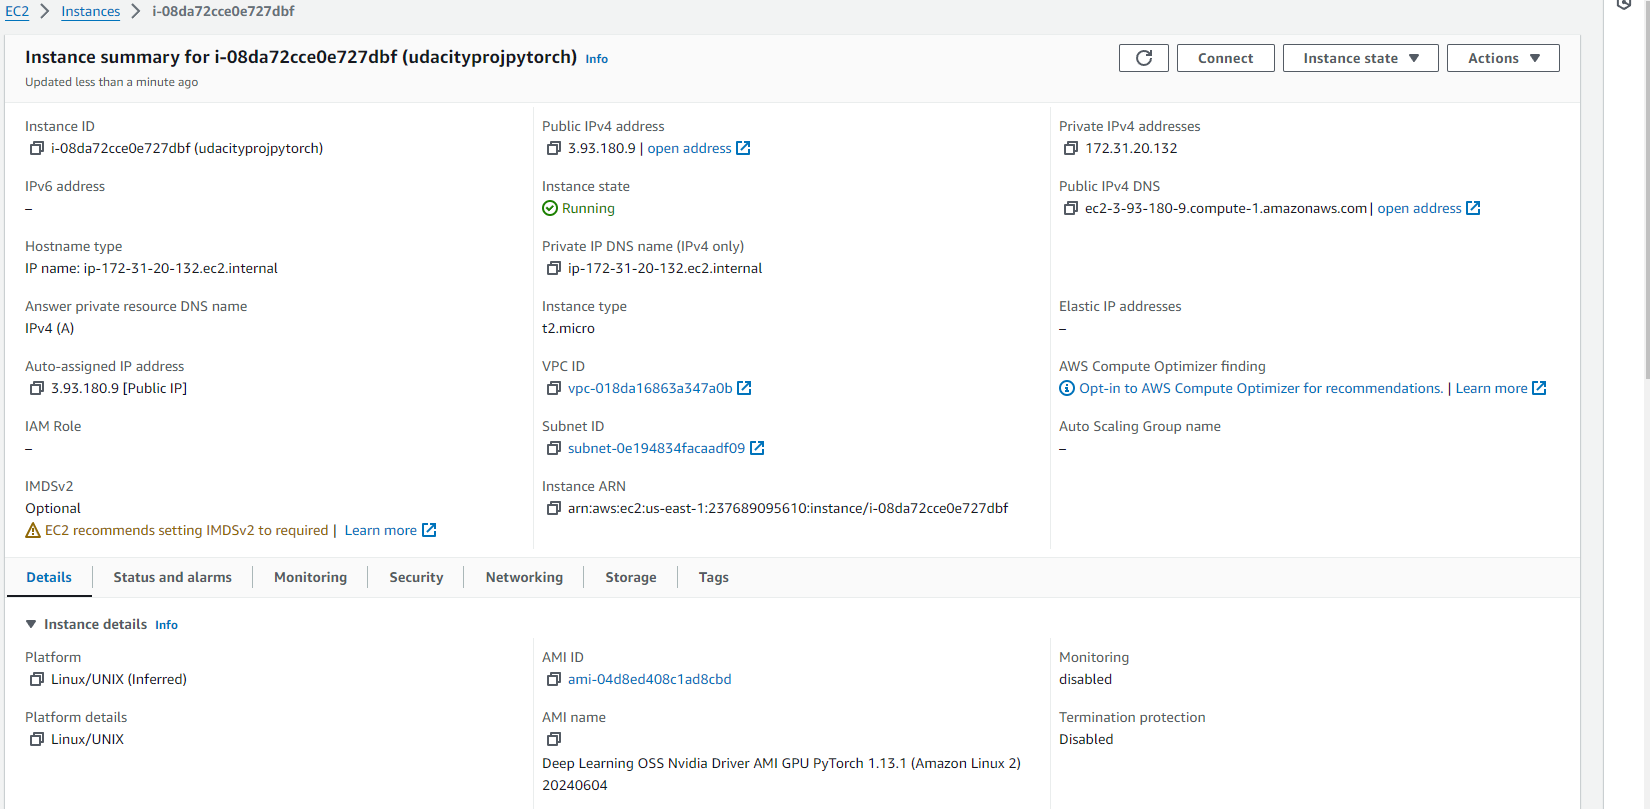 EC2 > Instances > i-08da72cce0e727dbf
Instance summary for i-08da72cce0e727dbf (udacityprojpytorch) Info
Updated less than a minute ago
Connect
Instance state
Actions
Instance ID
i-08da72cce0e727dbf (udacityprojpytorch)
Public IPv4 address
3.93.180.9 | open address
Private IPv4 addresses
172.31.20.132
IPv6 address
–
Instance state
Running
Public IPv4 DNS
ec2-3-93-180-9.compute-1.amazonaws.com | open address
Hostname type
IP name: ip-172-31-20-132.ec2.internal
Private IP DNS name (IPv4 only)
ip-172-31-20-132.ec2.internal
Answer private resource DNS name
IPv4 (A)
Instance type
t2.micro
Elastic IP addresses
–
Auto-assigned IP address
3.93.180.9 [Public IP]
VPC ID
vpc-018da16863a347a0b
AWS Compute Optimizer finding
Opt-in to AWS Compute Optimizer for recommendations. | Learn more
IAM Role
–
Subnet ID
subnet-0e194834facaadf09
Auto Scaling Group name
–
IMDSv2
Optional
EC2 recommends setting IMDSv2 to required | Learn more
Instance ARN
arn:aws:ec2:us-east-1:237689095610:instance/i-08da72cce0e727dbf
Details
Status and alarms
Monitoring
Security
Networking
Storage
Tags
Instance details Info
Platform
Linux/UNIX (Inferred)
AMI ID
ami-04d8ed408c1ad8cbd
Monitoring
disabled
Platform details
Linux/UNIX
AMI name
Deep Learning OSS Nvidia Driver AMI GPU PyTorch 1.13.1 (Amazon Linux 2)
20240604
Termination protection
Disabled